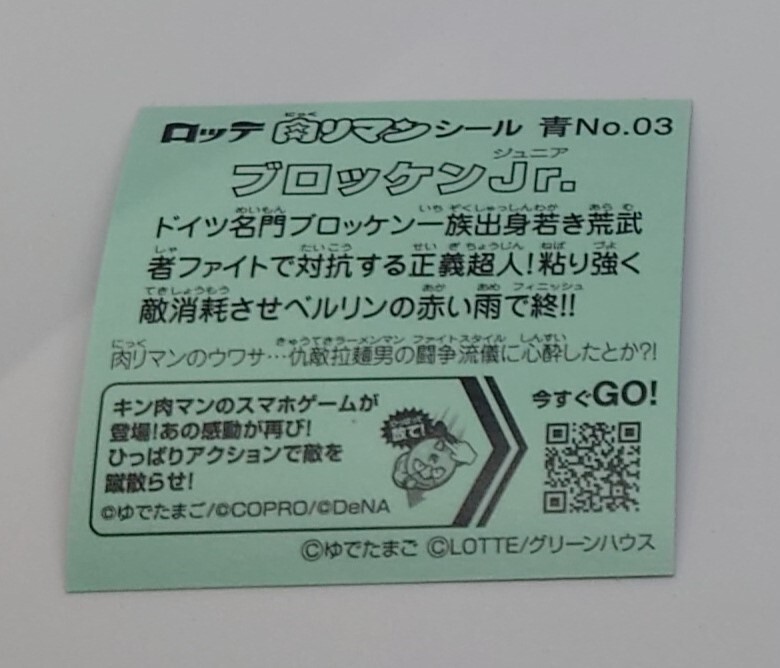 ロッテ 肉リマンシール 青No.03
ブロッケンJr.
ドイツ名門ブロッケン一族出身若き荒武
者ファイトで対抗する正義超人!粘り強く
敵消耗させベルリンの赤い雨で終!!
肉リマンのウワサ…仇敵拉麺男の闘争流儀に心酔したとか?!
キン肉マンのスマホゲームが
登場!あの感動が再び!
ひっぱりアクションで敵を
蹴散らせ!
©ゆでたまご/©COPRO/©DeNA
今すぐGO!
©ゆでたまご ©LOTTE/グリーンハウス